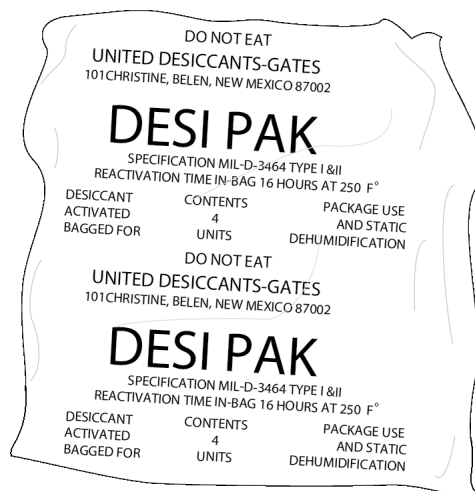 DO NOT EAT
UNITED DESICCANTS-GATES
101CHRISTINE, BELEN, NEW MEXICO 87002
DESI PAK
SPECIFICATION MIL-D-3464 TYPE I &II
REACTIVATION TIME IN-BAG 16 HOURS AT 250 F°
DESICCANT CONTENTS PACKAGE USE
ACTIVATED 4 AND STATIC
BAGGED FOR UNITS DEHUMIDIFICATION
DO NOT EAT
UNITED DESICCANTS-GATES
101CHRISTINE, BELEN, NEW MEXICO 87002
DESI PAK
SPECIFICATION MIL-D-3464 TYPE I &II
REACTIVATION TIME IN-BAG 16 HOURS AT 250 F°
DESICCANT CONTENTS PACKAGE USE
ACTIVATED 4 AND STATIC
BAGGED FOR UNITS DEHUMIDIFICATION